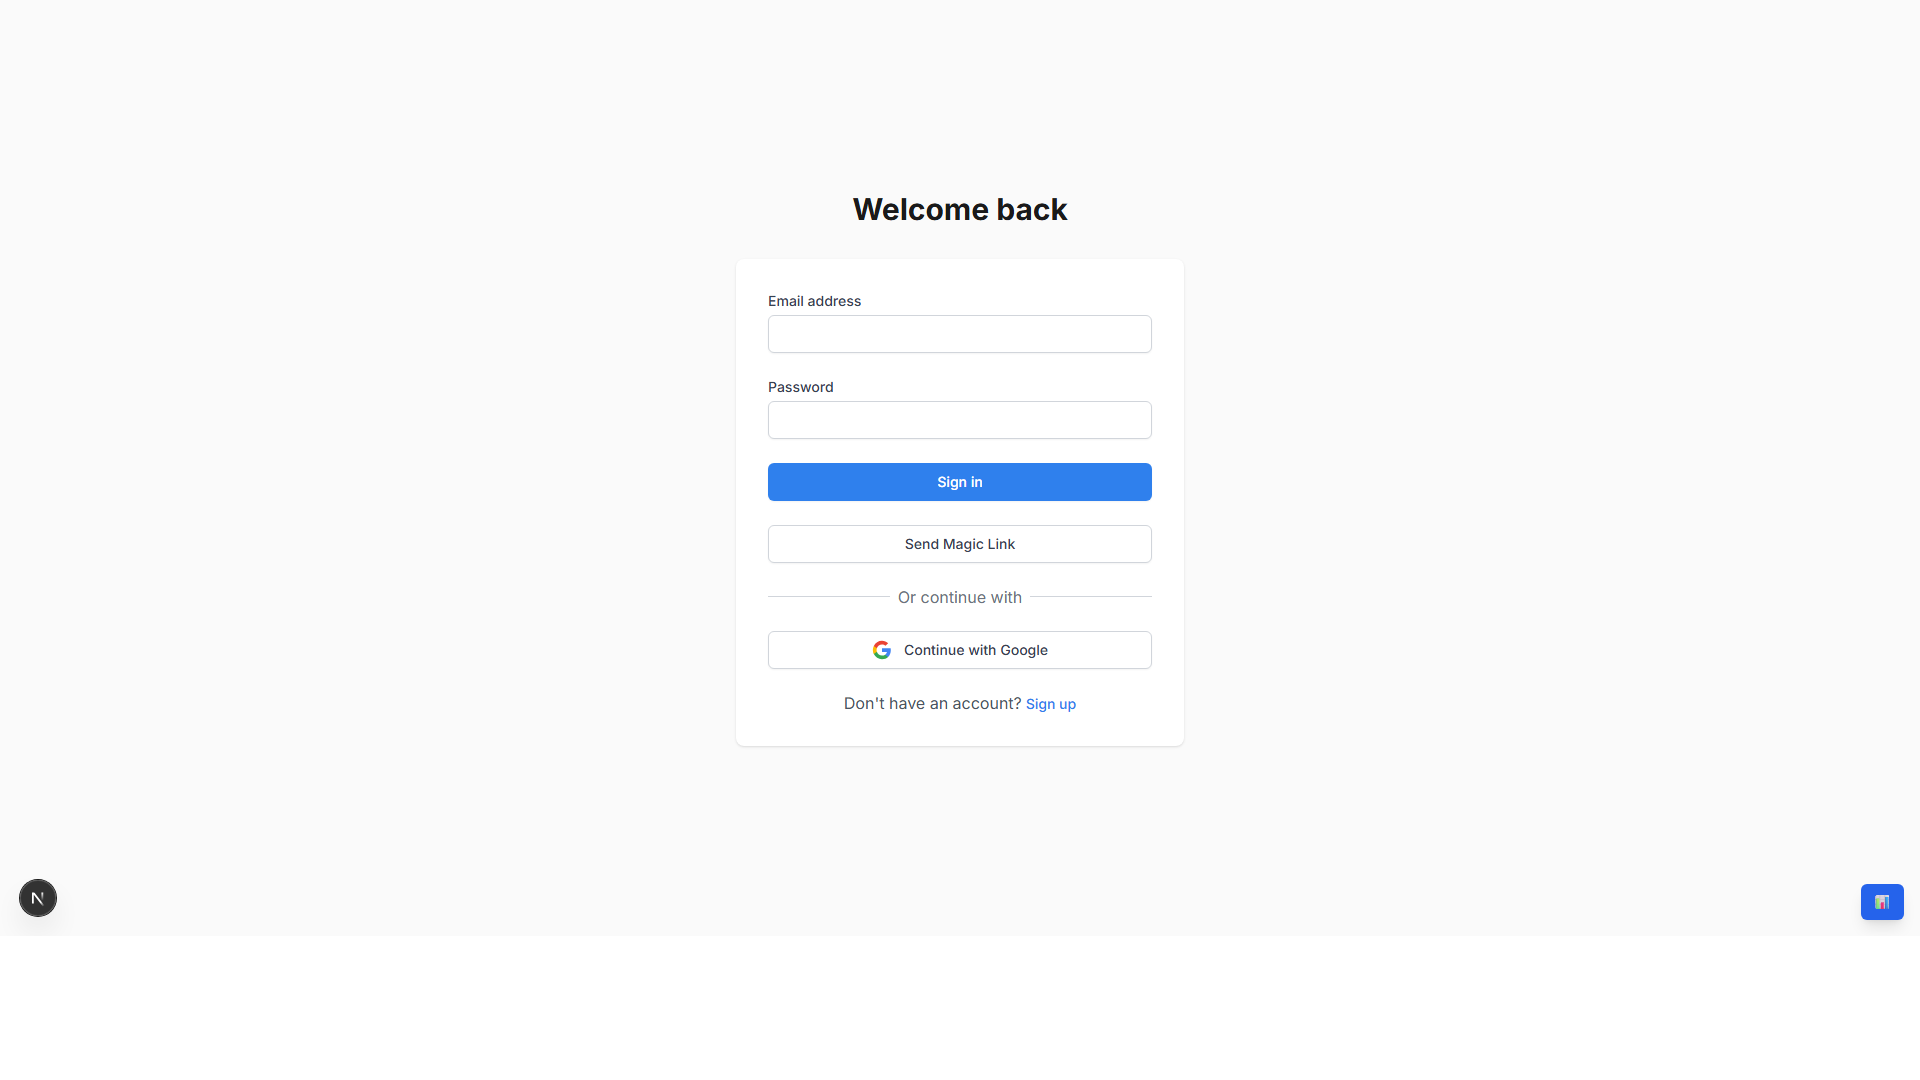 Welcome back
Email address
Password
Sign in
Send Magic Link
Or continue with
Continue with Google
Don't have an account? Sign up
N